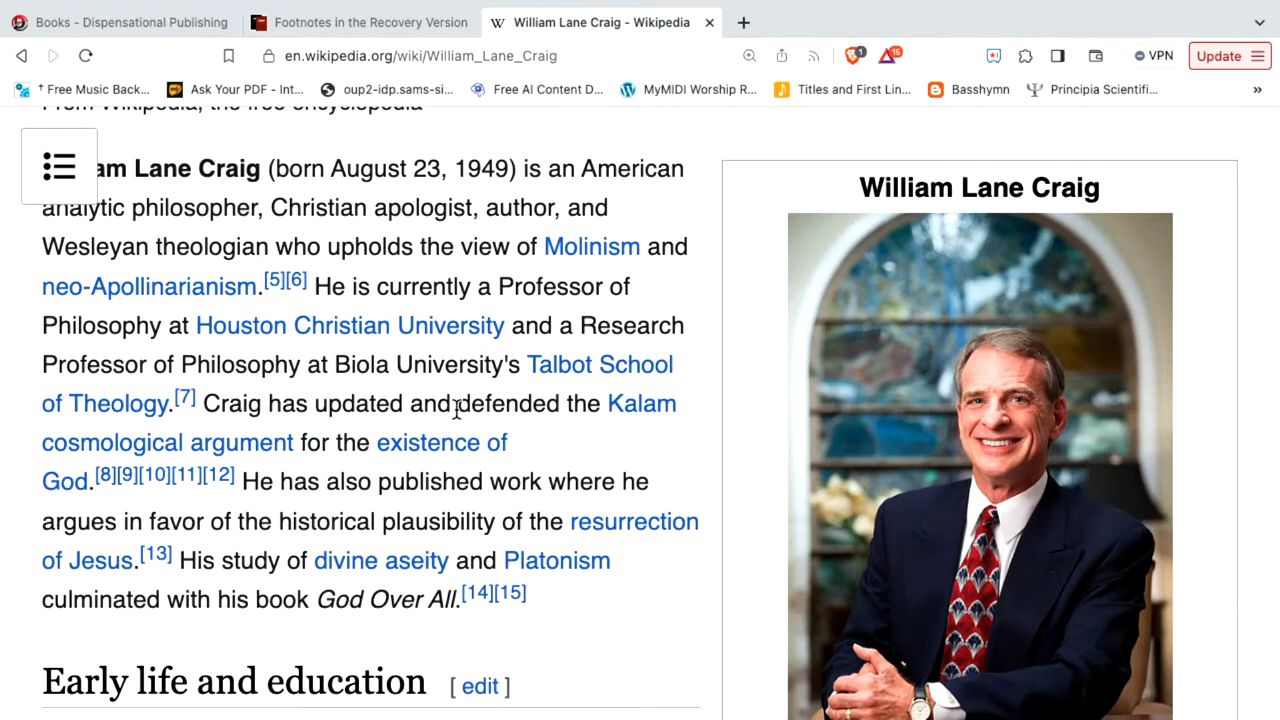 Books - Dispensational Publishing
Footnotes in the Recovery Version
William Lane Craig - Wikipedia
en.wikipedia.org/wiki/William_Lane_Craig
1
15
VPN
Update
† Free Music Back...
Ask Your PDF - Int...
oup2-idp.sams-si...
Free AI Content D...
MyMIDI Worship R...
Titles and First Lin...
Basshymn
Principia Scientifi...
»
From Wikipedia, the free encyclopedia
am Lane Craig (born August 23, 1949) is an American
analytic philosopher, Christian apologist, author, and
Wesleyan theologian who upholds the view of Molinism and
neo-Apollinarianism.[5][6] He is currently a Professor of
Philosophy at Houston Christian University and a Research
Professor of Philosophy at Biola University's Talbot School
of Theology.[7] Craig has updated and defended the Kalam
cosmological argument for the existence of
God.[8][9][10][11][12] He has also published work where he
argues in favor of the historical plausibility of the resurrection
of Jesus.[13] His study of divine aseity and Platonism
culminated with his book God Over All.[14][15]
Early life and education [ edit ]
William Lane Craig